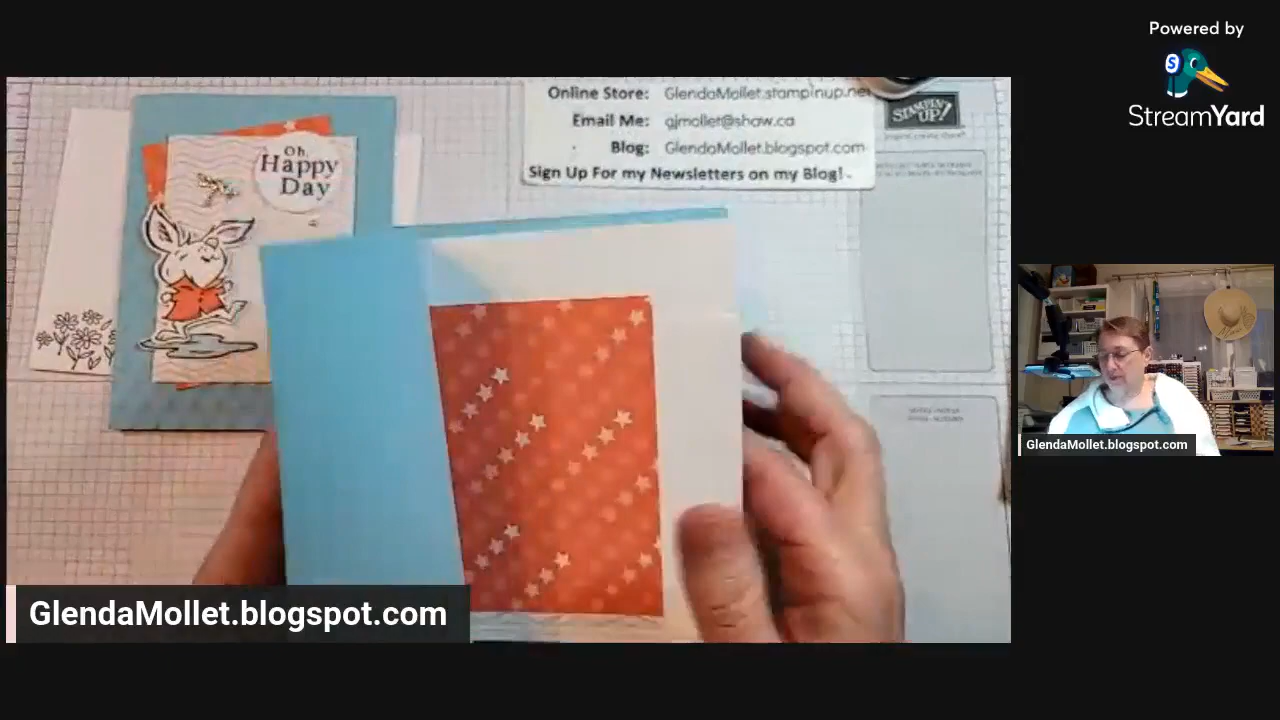 Powered by
StreamYard
Online Store: GlendaMollet.stampinup.net
Email Me: gjmollet@shaw.ca
Blog: GlendaMollet.blogspot.com
Sign Up For my Newsletters on my Blog!
STAMPIN' UP!
Oh,
Happy
Day
GlendaMollet.blogspot.com
GlendaMollet.blogspot.com